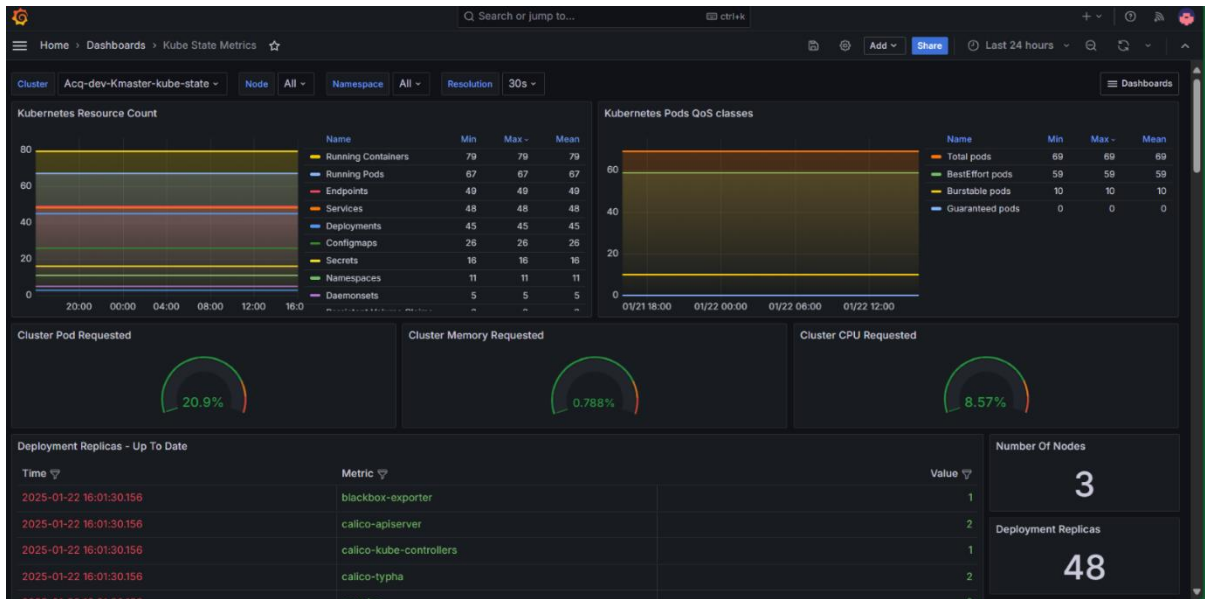 Search or jump to... ctrl+k
Home › Dashboards › Kube State Metrics Add Share Last 24 hours
Cluster Acq-dev-Kmaster-kube-state Node All Namespace All Resolution 30s Dashboards
Kubernetes Resource Count
Name Min Max Mean
Running Containers 79 79 79
Running Pods 67 67 67
Endpoints 49 49 49
Services 48 48 48
Deployments 45 45 45
Configmaps 26 26 26
Secrets 16 16 16
Namespaces 11 11 11
Daemonsets 5 5 5
80
60
40
20
0
20:00 00:00 04:00 08:00 12:00 16:0
Kubernetes Pods QoS classes
Name Min Max Mean
Total pods 69 69 69
BestEffort pods 59 59 59
Burstable pods 10 10 10
Guaranteed pods 0 0 0
60
40
20
0
01/21 18:00 01/22 00:00 01/22 06:00 01/22 12:00
Cluster Pod Requested
20.9%
Cluster Memory Requested
0.788%
Cluster CPU Requested
8.57%
Deployment Replicas - Up To Date
Time Metric Value
2025-01-22 16:01:30.156 blackbox-exporter 1
2025-01-22 16:01:30.156 calico-apiserver 2
2025-01-22 16:01:30.156 calico-kube-controllers 1
2025-01-22 16:01:30.156 calico-typha 2
Number Of Nodes
3
Deployment Replicas
48